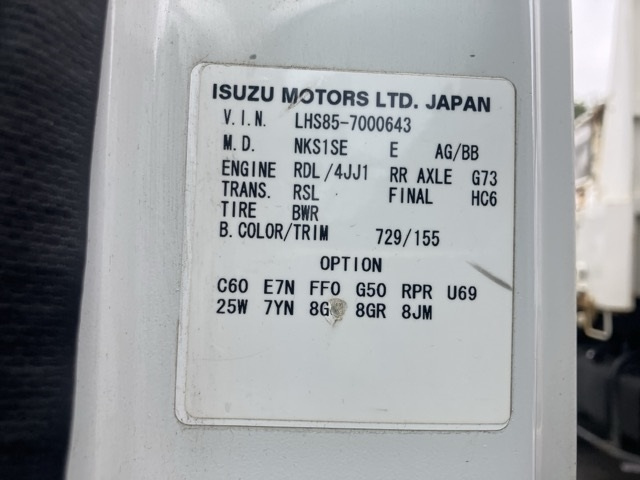 ISUZU MOTORS LTD. JAPAN
V.I.N. LHS85-7000643
M.D. NKS1SE E AG/BB
ENGINE RDL/4JJ1 RR AXLE G73
TRANS. RSL FINAL HC6
TIRE BWR
B.COLOR/TRIM 729/155
OPTION
C60 E7N FF0 G50 RPR U69
25W 7YN 8GR 8JM